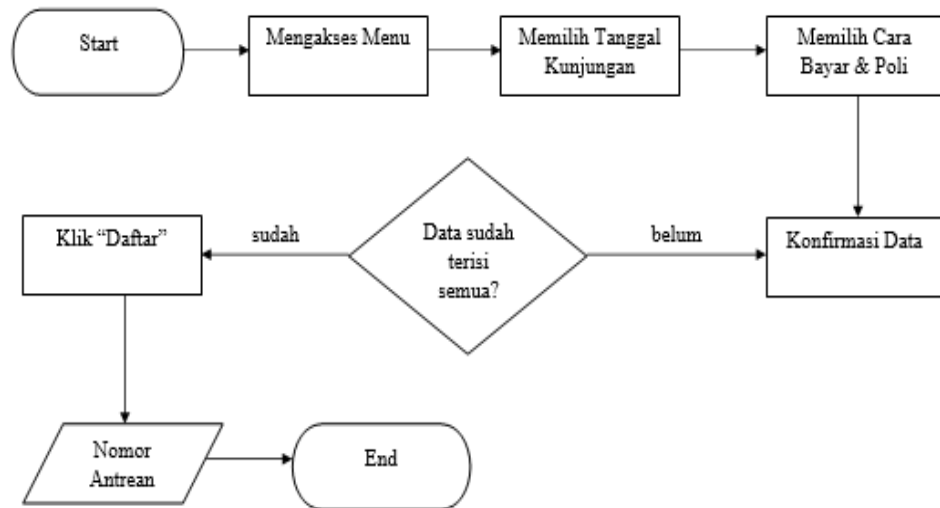 Start
Mengakses Menu
Memilih Tanggal
Kunjungan
Memilih Cara
Bayar & Poli
Klik “Daftar”
sudah
Data sudah
terisi
semua?
belum
Konfirmasi Data
Nomor
Antrean
End